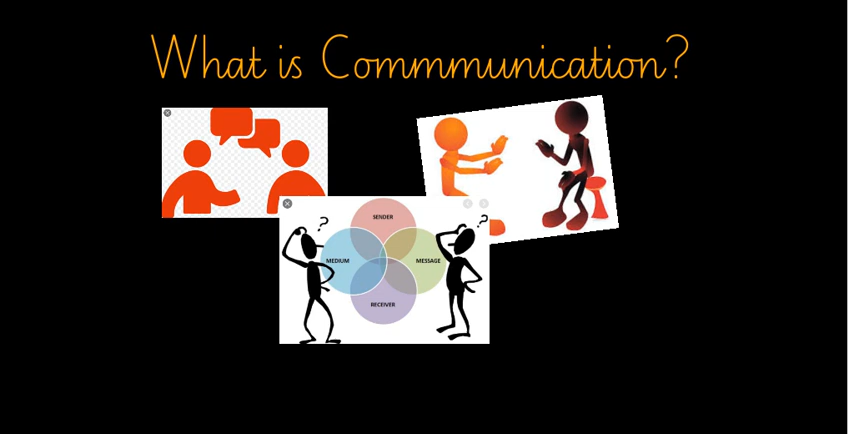 What is Commmunication?
?
?
SENDER
MEDIUM
MESSAGE
RECEIVER